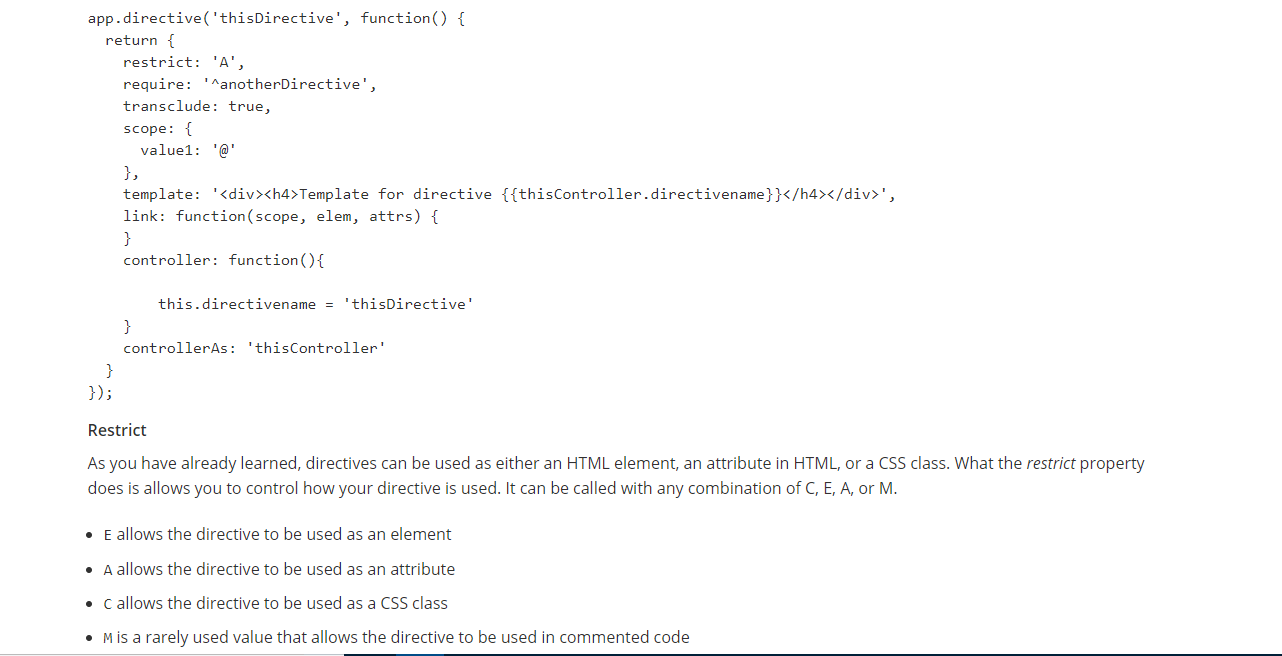 app.directive('thisDirective', function() {
  return {
    restrict: 'A',
    require: '^anotherDirective',
    transclude: true,
    scope: {
      value1: '@'
    },
    template: '<div><h4>Template for directive {{thisController.directivename}}</h4></div>',
    link: function(scope, elem, attrs) {
    }
    controller: function(){

        this.directivename = 'thisDirective'
    }
    controllerAs: 'thisController'
  }
});
Restrict
As you have already learned, directives can be used as either an HTML element, an attribute in HTML, or a CSS class. What the restrict property
does is allows you to control how your directive is used. It can be called with any combination of C, E, A, or M.
• E allows the directive to be used as an element
• A allows the directive to be used as an attribute
• C allows the directive to be used as a CSS class
• M is a rarely used value that allows the directive to be used in commented code